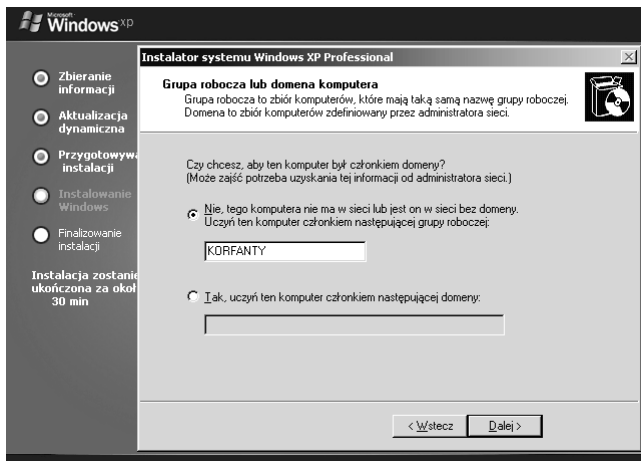 Microsoft
Windows xp
Instalator systemu Windows XP Professional
Grupa robocza lub domena komputera
Grupa robocza to zbiór komputerów, które mają taką samą nazwę grupy roboczej.
Domena to zbiór komputerów zdefiniowany przez administratora sieci.
Zbieranie
informacji
Aktualizacja
dynamiczna
Przygotowywa
instalacji
Instalowanie
Windows
Finalizowanie
instalacji
Instalacja zostanie
ukończona za okoł
30 min
Czy chcesz, aby ten komputer był członkiem domeny?
(Może zajść potrzeba uzyskania tej informacji od administratora sieci.)
Nie, tego komputera nie ma w sieci lub jest on w sieci bez domeny.
Uczyń ten komputer członkiem następującej grupy roboczej:
KORFANTY
Tak, uczyń ten komputer członkiem następującej domeny:
< Wstecz
Dalej >